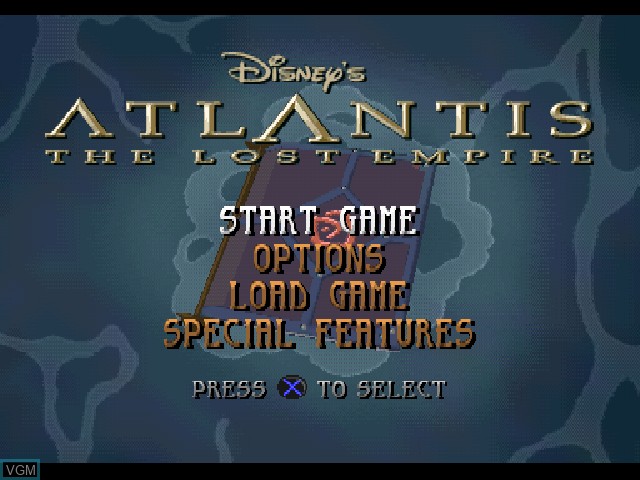 Disney's
ATLANTIS
THE LOST EMPIRE
START GAME
OPTIONS
LOAD GAME
SPECIAL FEATURES
PRESS X TO SELECT
VGM